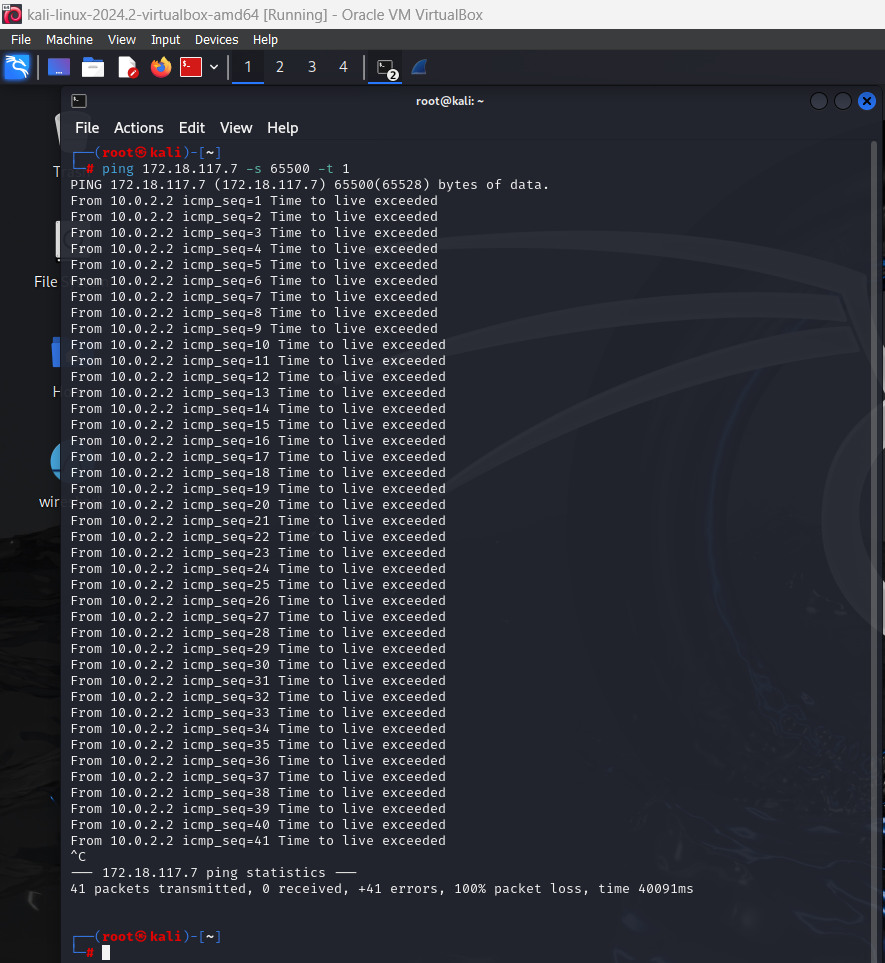 kali-linux-2024.2-virtualbox-amd64 [Running] - Oracle VM VirtualBox
File Machine View Input Devices Help
1 2 3 4 2
root@kali: ~
File Actions Edit View Help
┌──(root㉿kali)-[~]
└─# ping 172.18.117.7 -s 65500 -t 1
PING 172.18.117.7 (172.18.117.7) 65500(65528) bytes of data.
From 10.0.2.2 icmp_seq=1 Time to live exceeded
From 10.0.2.2 icmp_seq=2 Time to live exceeded
From 10.0.2.2 icmp_seq=3 Time to live exceeded
From 10.0.2.2 icmp_seq=4 Time to live exceeded
From 10.0.2.2 icmp_seq=5 Time to live exceeded
From 10.0.2.2 icmp_seq=6 Time to live exceeded
From 10.0.2.2 icmp_seq=7 Time to live exceeded
From 10.0.2.2 icmp_seq=8 Time to live exceeded
From 10.0.2.2 icmp_seq=9 Time to live exceeded
From 10.0.2.2 icmp_seq=10 Time to live exceeded
From 10.0.2.2 icmp_seq=11 Time to live exceeded
From 10.0.2.2 icmp_seq=12 Time to live exceeded
From 10.0.2.2 icmp_seq=13 Time to live exceeded
From 10.0.2.2 icmp_seq=14 Time to live exceeded
From 10.0.2.2 icmp_seq=15 Time to live exceeded
From 10.0.2.2 icmp_seq=16 Time to live exceeded
From 10.0.2.2 icmp_seq=17 Time to live exceeded
From 10.0.2.2 icmp_seq=18 Time to live exceeded
From 10.0.2.2 icmp_seq=19 Time to live exceeded
From 10.0.2.2 icmp_seq=20 Time to live exceeded
From 10.0.2.2 icmp_seq=21 Time to live exceeded
From 10.0.2.2 icmp_seq=22 Time to live exceeded
From 10.0.2.2 icmp_seq=23 Time to live exceeded
From 10.0.2.2 icmp_seq=24 Time to live exceeded
From 10.0.2.2 icmp_seq=25 Time to live exceeded
From 10.0.2.2 icmp_seq=26 Time to live exceeded
From 10.0.2.2 icmp_seq=27 Time to live exceeded
From 10.0.2.2 icmp_seq=28 Time to live exceeded
From 10.0.2.2 icmp_seq=29 Time to live exceeded
From 10.0.2.2 icmp_seq=30 Time to live exceeded
From 10.0.2.2 icmp_seq=31 Time to live exceeded
From 10.0.2.2 icmp_seq=32 Time to live exceeded
From 10.0.2.2 icmp_seq=33 Time to live exceeded
From 10.0.2.2 icmp_seq=34 Time to live exceeded
From 10.0.2.2 icmp_seq=35 Time to live exceeded
From 10.0.2.2 icmp_seq=36 Time to live exceeded
From 10.0.2.2 icmp_seq=37 Time to live exceeded
From 10.0.2.2 icmp_seq=38 Time to live exceeded
From 10.0.2.2 icmp_seq=39 Time to live exceeded
From 10.0.2.2 icmp_seq=40 Time to live exceeded
From 10.0.2.2 icmp_seq=41 Time to live exceeded
^C
--- 172.18.117.7 ping statistics ---
41 packets transmitted, 0 received, +41 errors, 100% packet loss, time 40091ms
┌──(root㉿kali)-[~]
└─#
File
wir